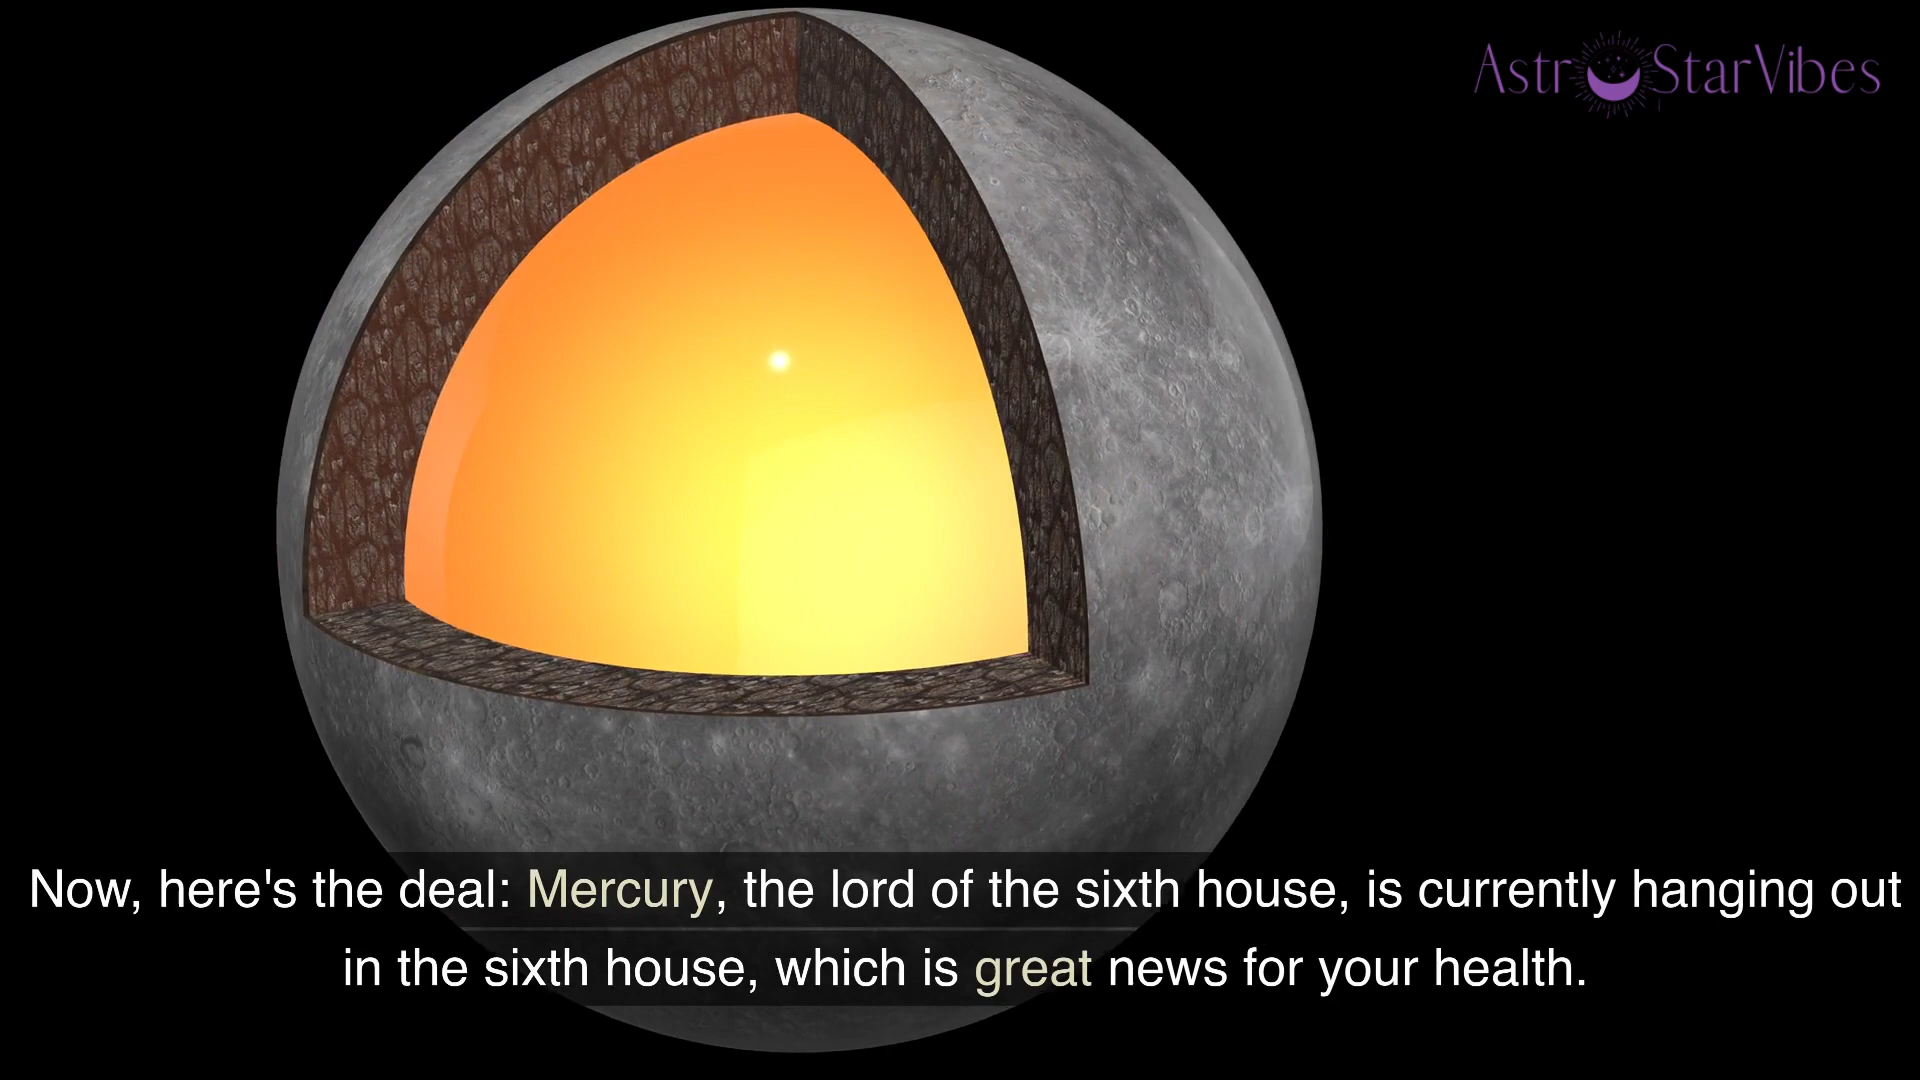 AstroStarVibes
Now, here's the deal: Mercury, the lord of the sixth house, is currently hanging out
in the sixth house, which is great news for your health.